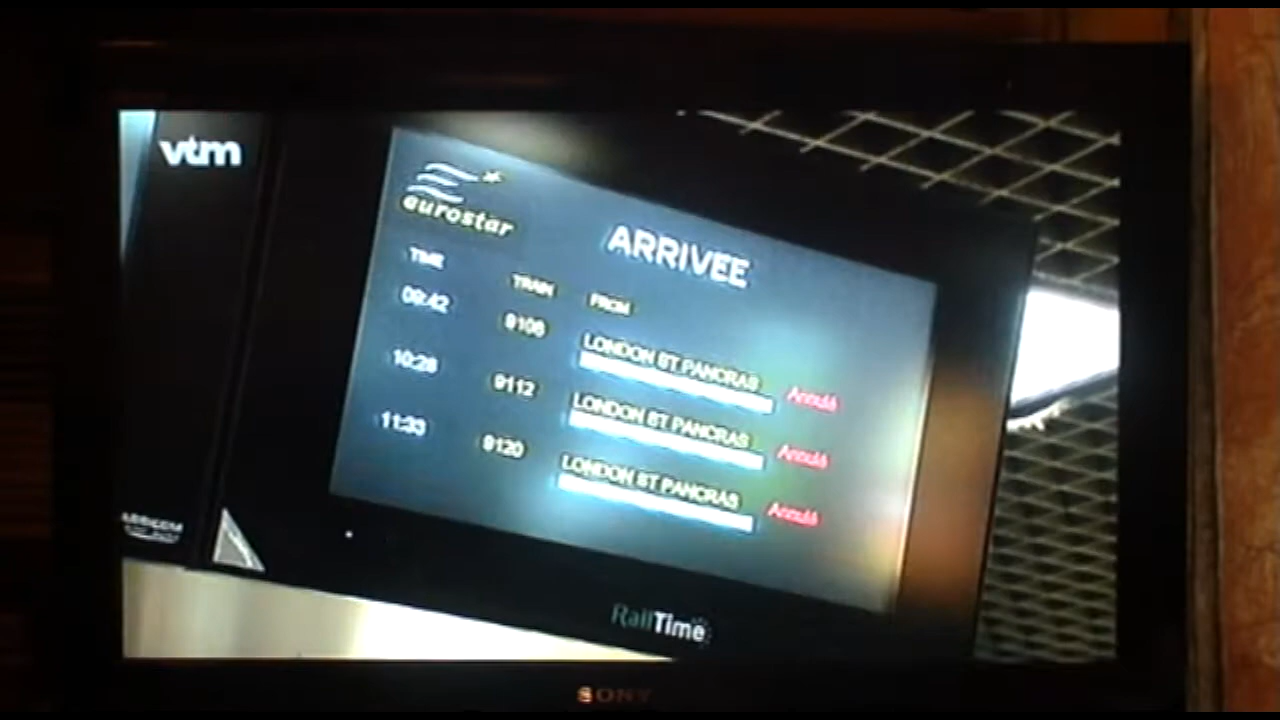 vtm
eurostar
ARRIVEE
TIME TRAIN FROM
09:42 9108 LONDON ST PANCRAS Annulé
10:28 9112 LONDON ST PANCRAS Annulé
11:33 9120 LONDON ST PANCRAS Annulé
RailTime
SONY